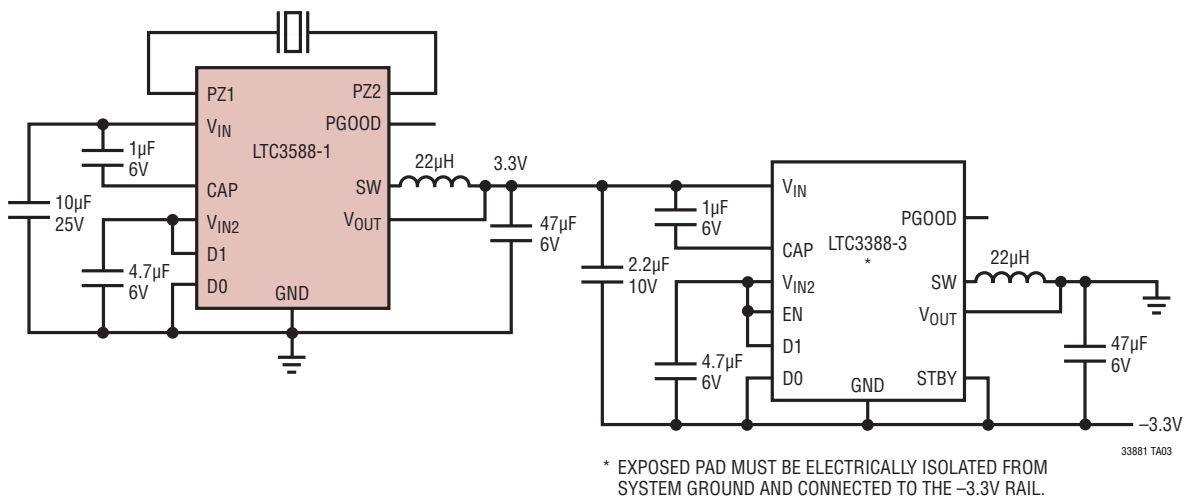 PZ1
PZ2
VIN
PGOOD
1µF
6V
LTC3588-1
22µH
3.3V
CAP
SW
10µF
25V
VIN2
VOUT
47µF
6V
D1
4.7µF
6V
D0
GND
VIN
1µF
6V
PGOOD
LTC3388-3
*
CAP
22µH
2.2µF
10V
VIN2
SW
EN
VOUT
D1
47µF
6V
4.7µF
6V
D0
GND
STBY
–3.3V
33881 TA03
* EXPOSED PAD MUST BE ELECTRICALLY ISOLATED FROM
SYSTEM GROUND AND CONNECTED TO THE –3.3V RAIL.